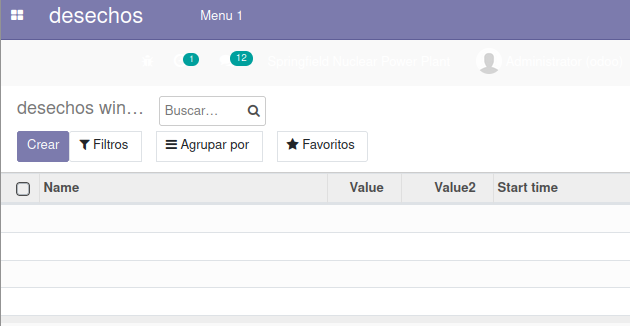 desechos Menu 1
1 12 Springfield Nuclear Power Plant Administrator (odoo)
desechos win... Buscar...
Crear Filtros Agrupar por Favoritos
Name Value Value2 Start time